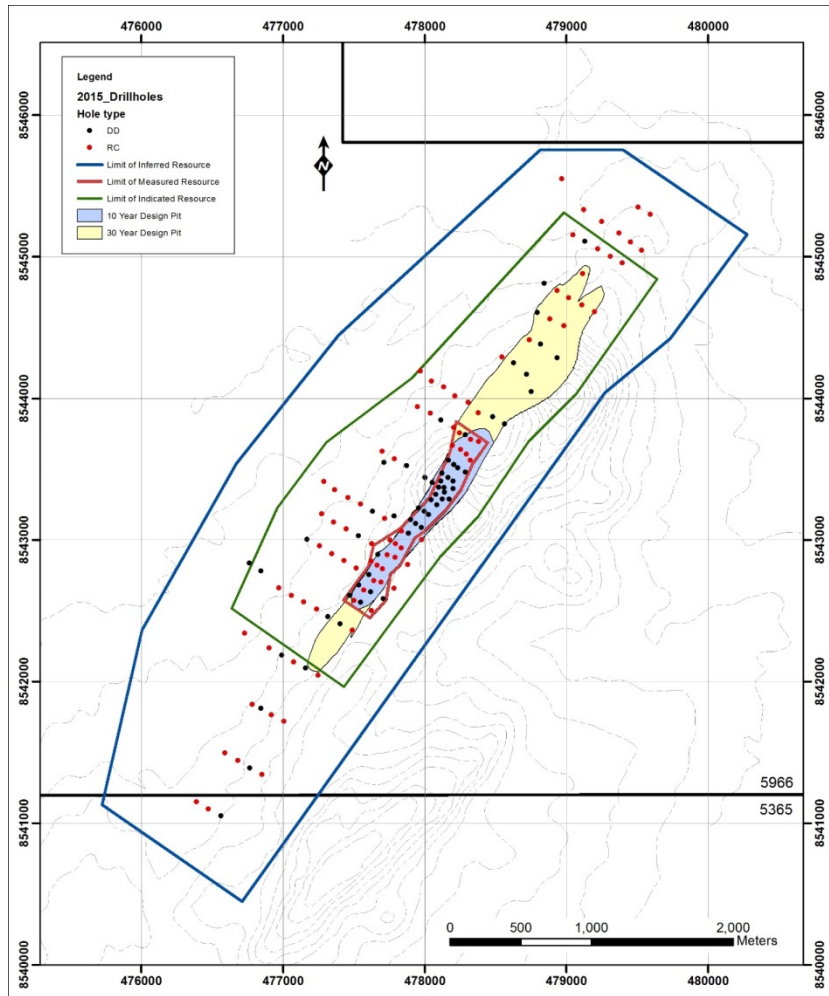 476000 477000 478000 479000 480000
Legend
2015_Drillholes
Hole type
DD
RC
Limit of Inferred Resource
Limit of Measured Resource
Limit of Indicated Resource
10 Year Design Pit
30 Year Design Pit
N
8546000 8546000
8545000 8545000
8544000 8544000
8543000 8543000
8542000 8542000
5966
5365
8541000 8541000
0 500 1,000 2,000
Meters
8540000 8540000
476000 477000 478000 479000 480000